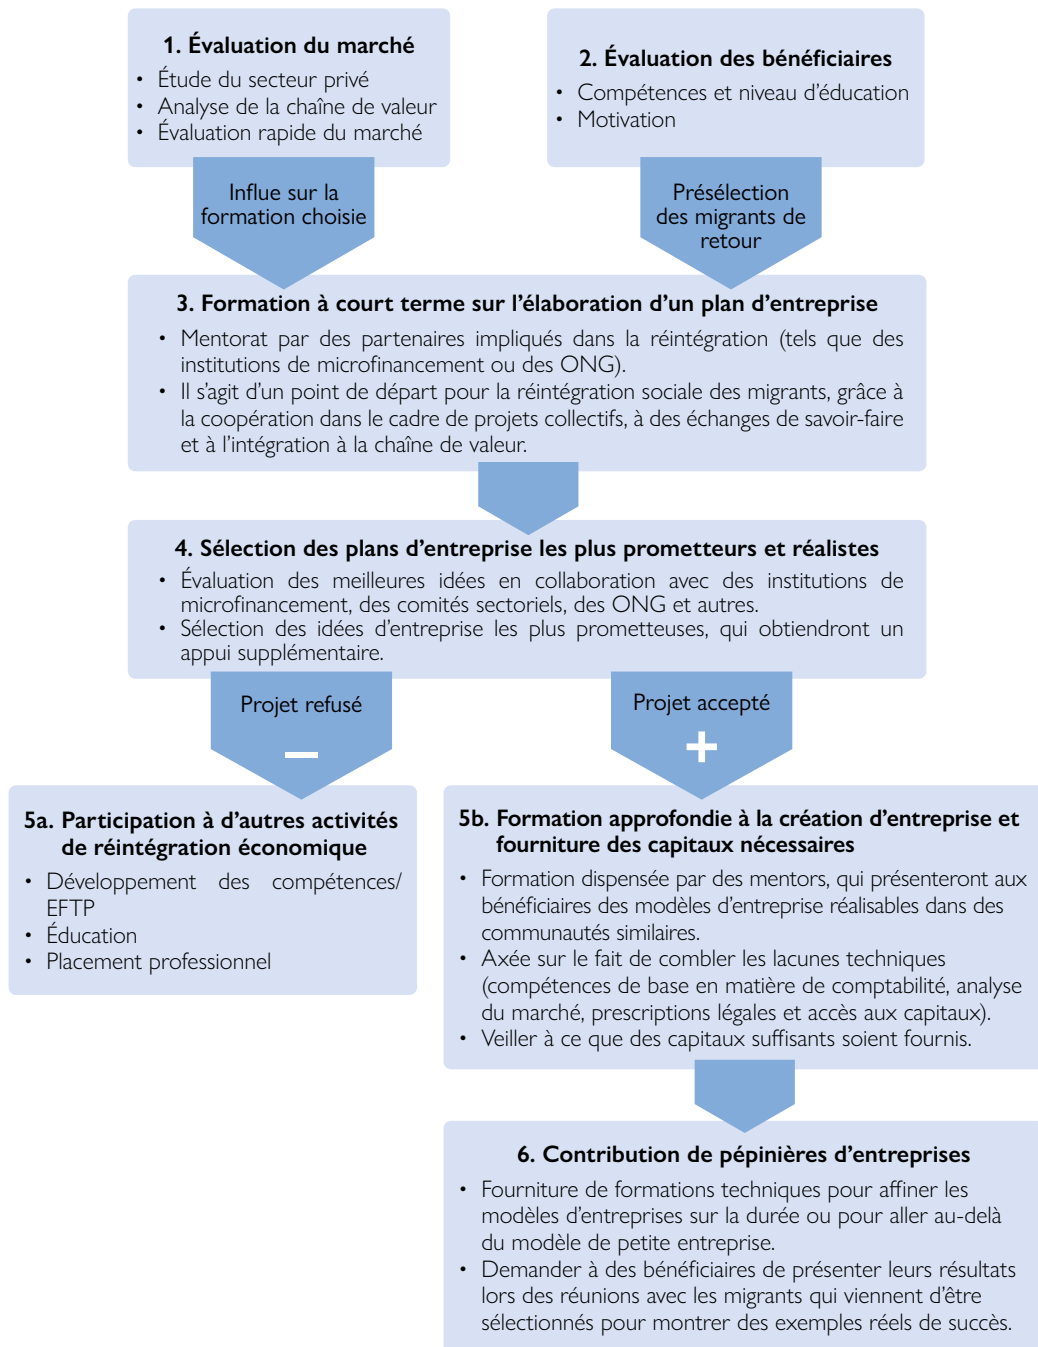 1. Évaluation du marché
• Étude du secteur privé
• Analyse de la chaîne de valeur
• Évaluation rapide du marché
2. Évaluation des bénéficiaires
• Compétences et niveau d'éducation
• Motivation
Influe sur la
formation choisie
Présélection
des migrants de
retour
3. Formation à court terme sur l'élaboration d'un plan d'entreprise
• Mentorat par des partenaires impliqués dans la réintégration (tels que des
institutions de microfinancement ou des ONG).
• Il s'agit d'un point de départ pour la réintégration sociale des migrants, grâce à
la coopération dans le cadre de projets collectifs, à des échanges de savoir-faire
et à l'intégration à la chaîne de valeur.
4. Sélection des plans d'entreprise les plus prometteurs et réalistes
• Évaluation des meilleures idées en collaboration avec des institutions de
microfinancement, des comités sectoriels, des ONG et autres.
• Sélection des idées d'entreprise les plus prometteuses, qui obtiendront un
appui supplémentaire.
Projet refusé
–
Projet accepté
+
5a. Participation à d'autres activités
de réintégration économique
• Développement des compétences/
EFTP
• Éducation
• Placement professionnel
5b. Formation approfondie à la création d'entreprise et
fourniture des capitaux nécessaires
• Formation dispensée par des mentors, qui présenteront aux
bénéficiaires des modèles d'entreprise réalisables dans des
communautés similaires.
• Axée sur le fait de combler les lacunes techniques
(compétences de base en matière de comptabilité, analyse
du marché, prescriptions légales et accès aux capitaux).
• Veiller à ce que des capitaux suffisants soient fournis.
6. Contribution de pépinières d'entreprises
• Fourniture de formations techniques pour affiner les
modèles d'entreprises sur la durée ou pour aller au-delà
du modèle de petite entreprise.
• Demander à des bénéficiaires de présenter leurs résultats
lors des réunions avec les migrants qui viennent d'être
sélectionnés pour montrer des exemples réels de succès.